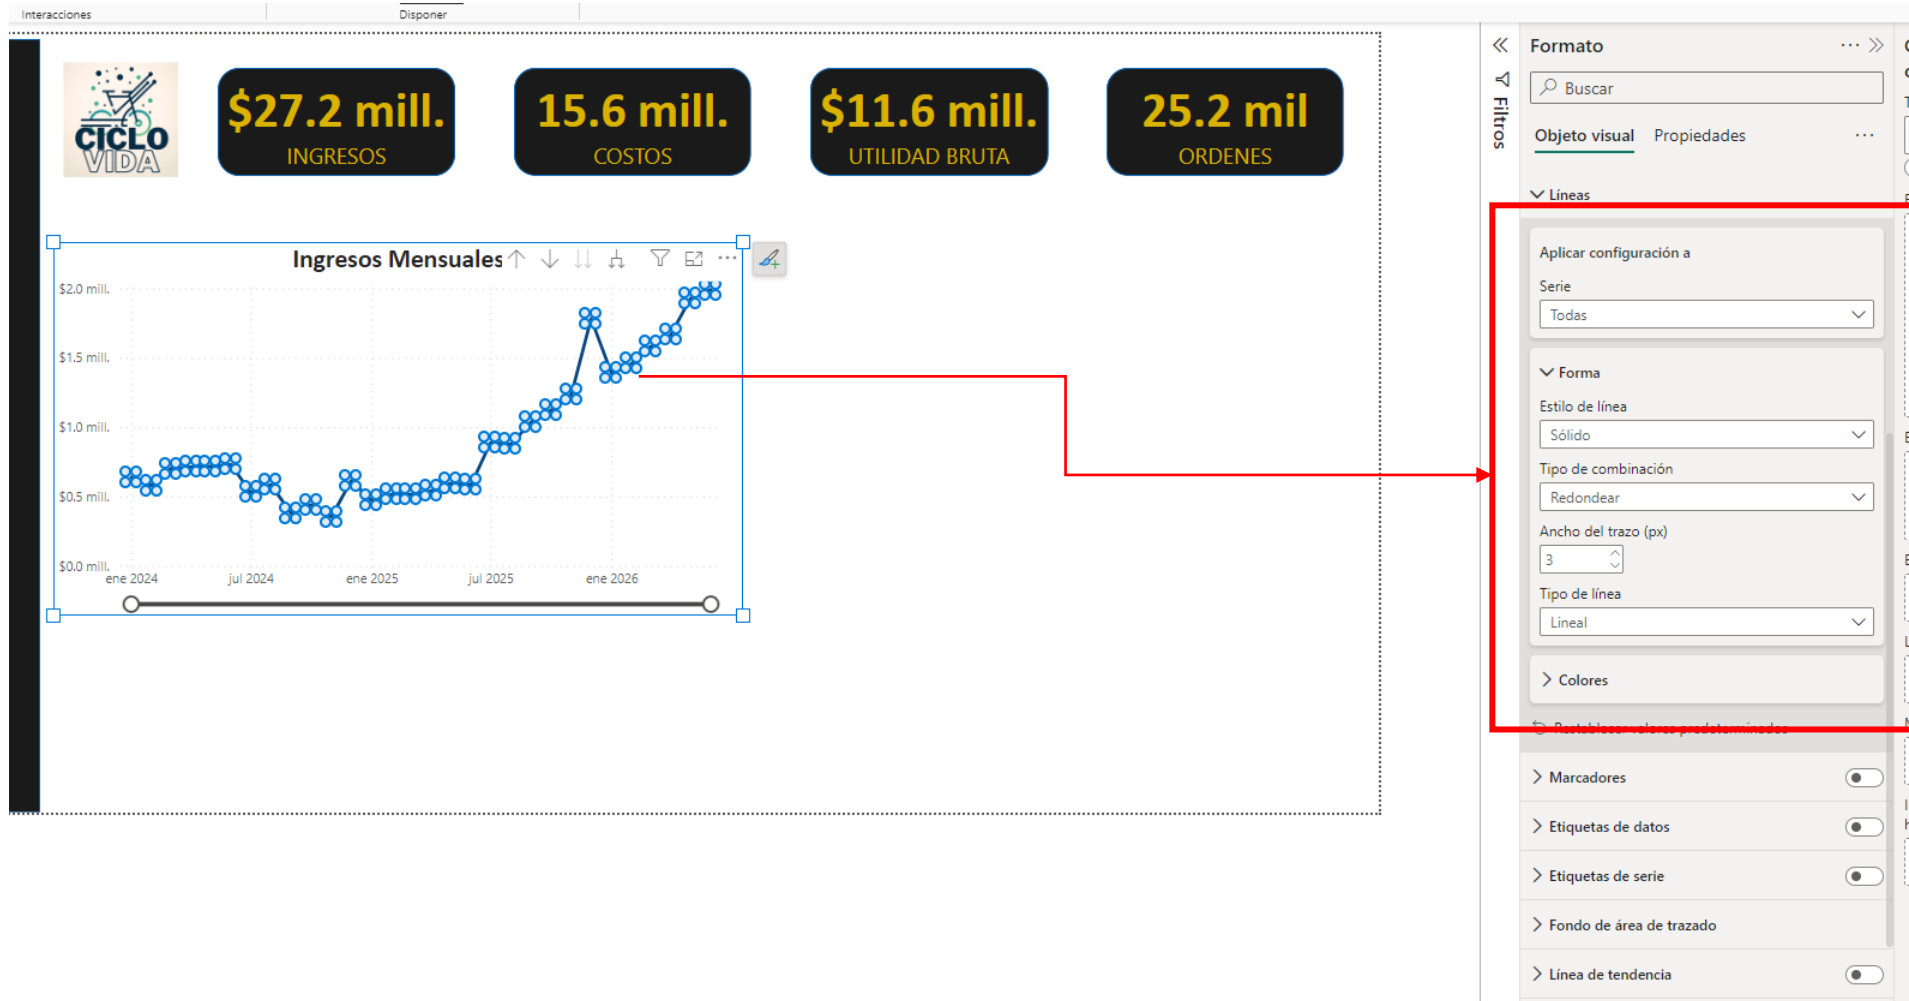 Interacciones
Disponer
CICLO
VIDA
$27.2 mill.
INGRESOS
15.6 mill.
COSTOS
$11.6 mill.
UTILIDAD BRUTA
25.2 mil
ORDENES
Ingresos Mensuales
$2.0 mill.
$1.5 mill.
$1.0 mill.
$0.5 mill.
$0.0 mill.
ene 2024
jul 2024
ene 2025
jul 2025
ene 2026
Filtros
Formato
Buscar
Objeto visual
Propiedades
Líneas
Aplicar configuración a
Serie
Todas
Forma
Estilo de línea
Sólido
Tipo de combinación
Redondear
Ancho del trazo (px)
3
Tipo de línea
Lineal
Colores
Restablecer valores predeterminados
Marcadores
Etiquetas de datos
Etiquetas de serie
Fondo de área de trazado
Línea de tendencia